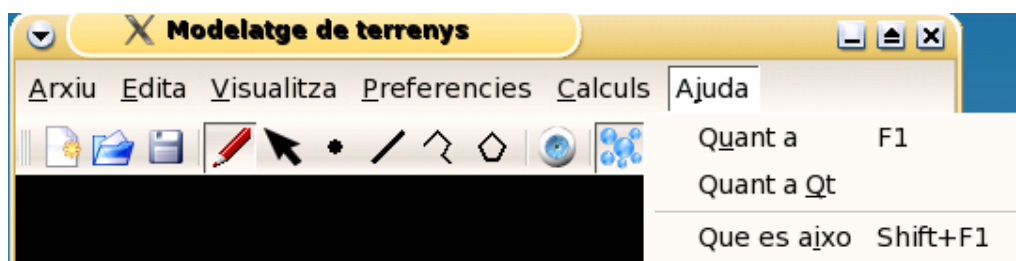 Modelatge de terrenys
Arxiu Edita Visualitza Preferencies Calculs Ajuda
Quant a F1
Quant a Qt
Que es aixo Shift+F1